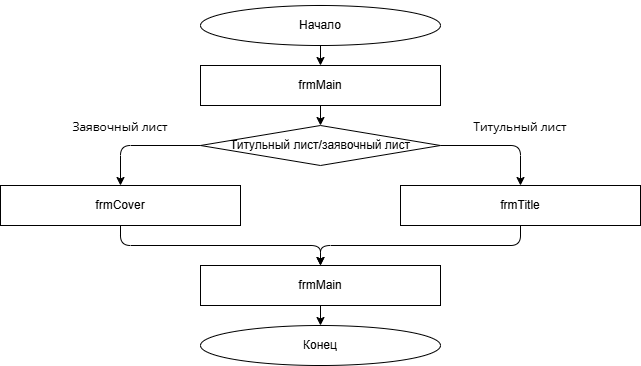 Начало
frmMain
Заявочный лист
Титульный лист
Титульный лист/заявочный лист
frmCover
frmTitle
frmMain
Конец